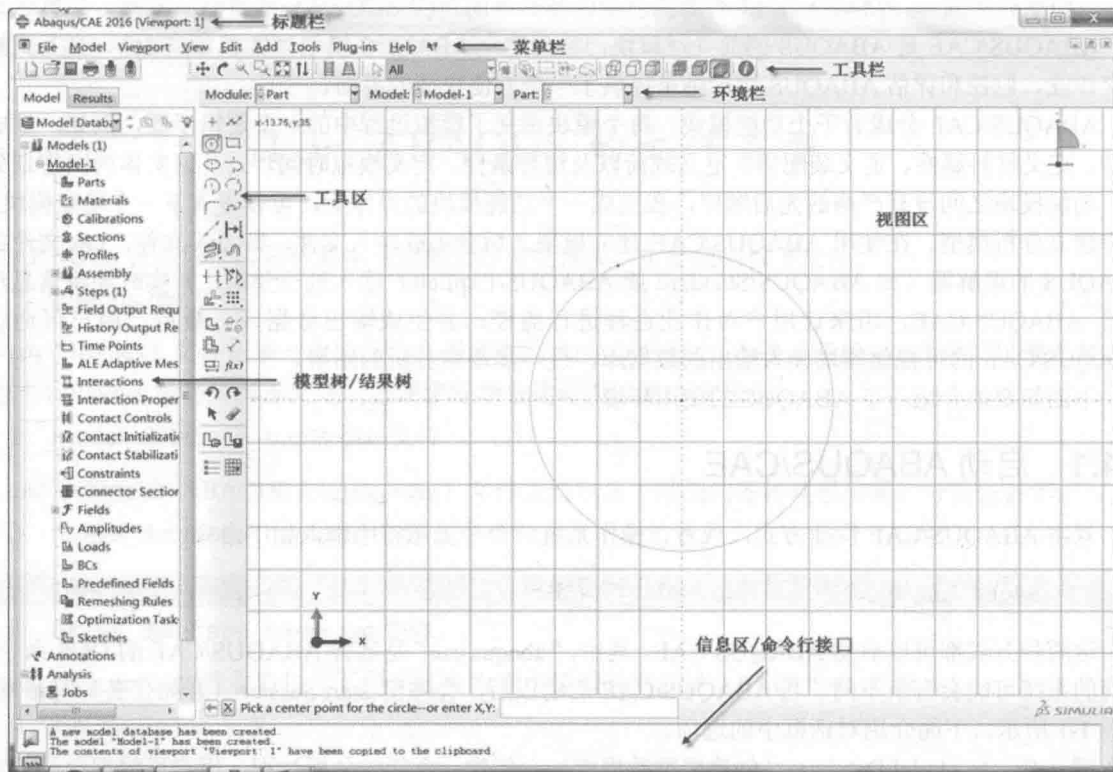 Abaqus/CAE 2016 [Viewport: 1]
标题栏
File Model Viewport View Edit Add Tools Plug-ins Help
菜单栏
All
工具栏
Model Results
Module: Part
Model: Model-1
Part:
环境栏
Model Datab
x-13.75,y35.
Models (1)
Model-1
Parts
Materials
工具区
Calibrations
视图区
Sections
Profiles
Assembly
Steps (1)
Field Output Requ
History Output Re
Time Points
ALE Adaptive Mes
f(x)
Interactions
模型树/结果树
Interaction Proper
Contact Controls
Contact Initializati
Contact Stabilizati
Constraints
Connector Section
Fields
Amplitudes
Loads
BCs
Predefined Fields
Y
Remeshing Rules
Optimization Task
X
Sketches
信息区/命令行接口
Annotations
Analysis
Jobs
Pick a center point for the circle--or enter X,Y:
SIMULIA
A new model database has been created.
The model "Model-1" has been created.
The contents of viewport "Viewport: 1" have been copied to the clipboard.